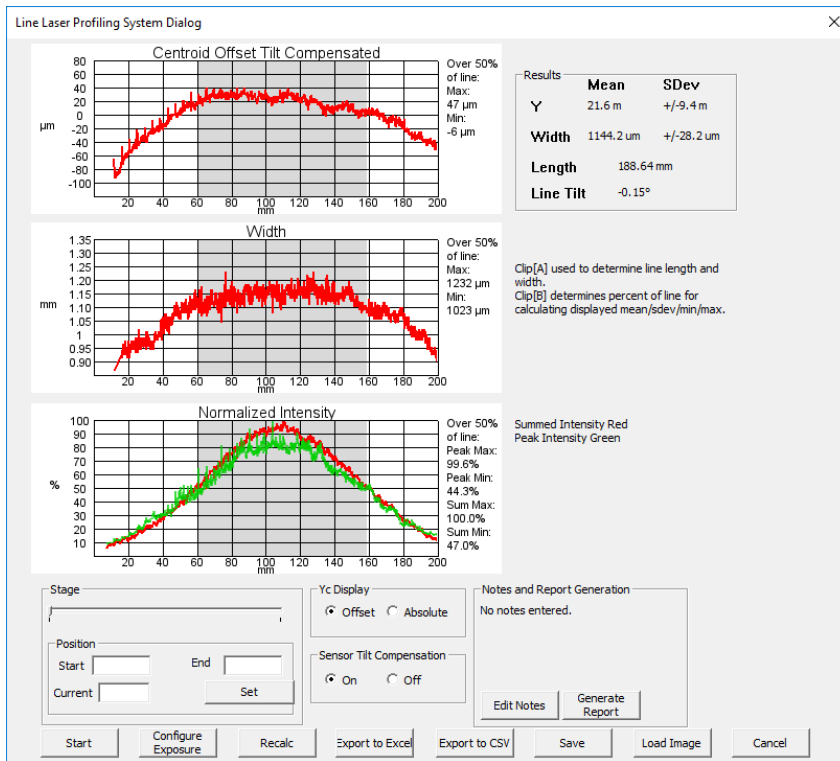 Line Laser Profiling System Dialog
Centroid Offset Tilt Compensated
80
60
40
20
0
-20
-40
-60
-80
-100
µm
20 40 60 80 100 120 140 160 180 200
mm
Over 50%
of line:
Max:
47 µm
Min:
-6 µm
Results
Mean SDev
Y 21.6 m +/-9.4 m
Width 1144.2 um +/-28.2 um
Length 188.64 mm
Line Tilt -0.15°
Width
1.35
1.30
1.25
1.20
1.15
1.10
1.05
1
0.95
0.90
mm
20 40 60 80 100 120 140 160 180 200
mm
Over 50%
of line:
Max:
1232 µm
Min:
1023 µm
Clip[A] used to determine line length and
width.
Clip[B] determines percent of line for
calculating displayed mean/sdev/min/max.
Normalized Intensity
100
90
80
70
60
50
40
30
20
10
%
20 40 60 80 100 120 140 160 180 200
mm
Over 50%
of line:
Peak Max:
99.6%
Peak Min:
44.3%
Sum Max:
100.0%
Sum Min:
47.0%
Summed Intensity Red
Peak Intensity Green
Stage
Position
Start End
Current Set
Yc Display
Offset Absolute
Sensor Tilt Compensation
On Off
Notes and Report Generation
No notes entered.
Edit Notes
Generate
Report
Start
Configure
Exposure
Recalc
Export to Excel
Export to CSV
Save
Load Image
Cancel